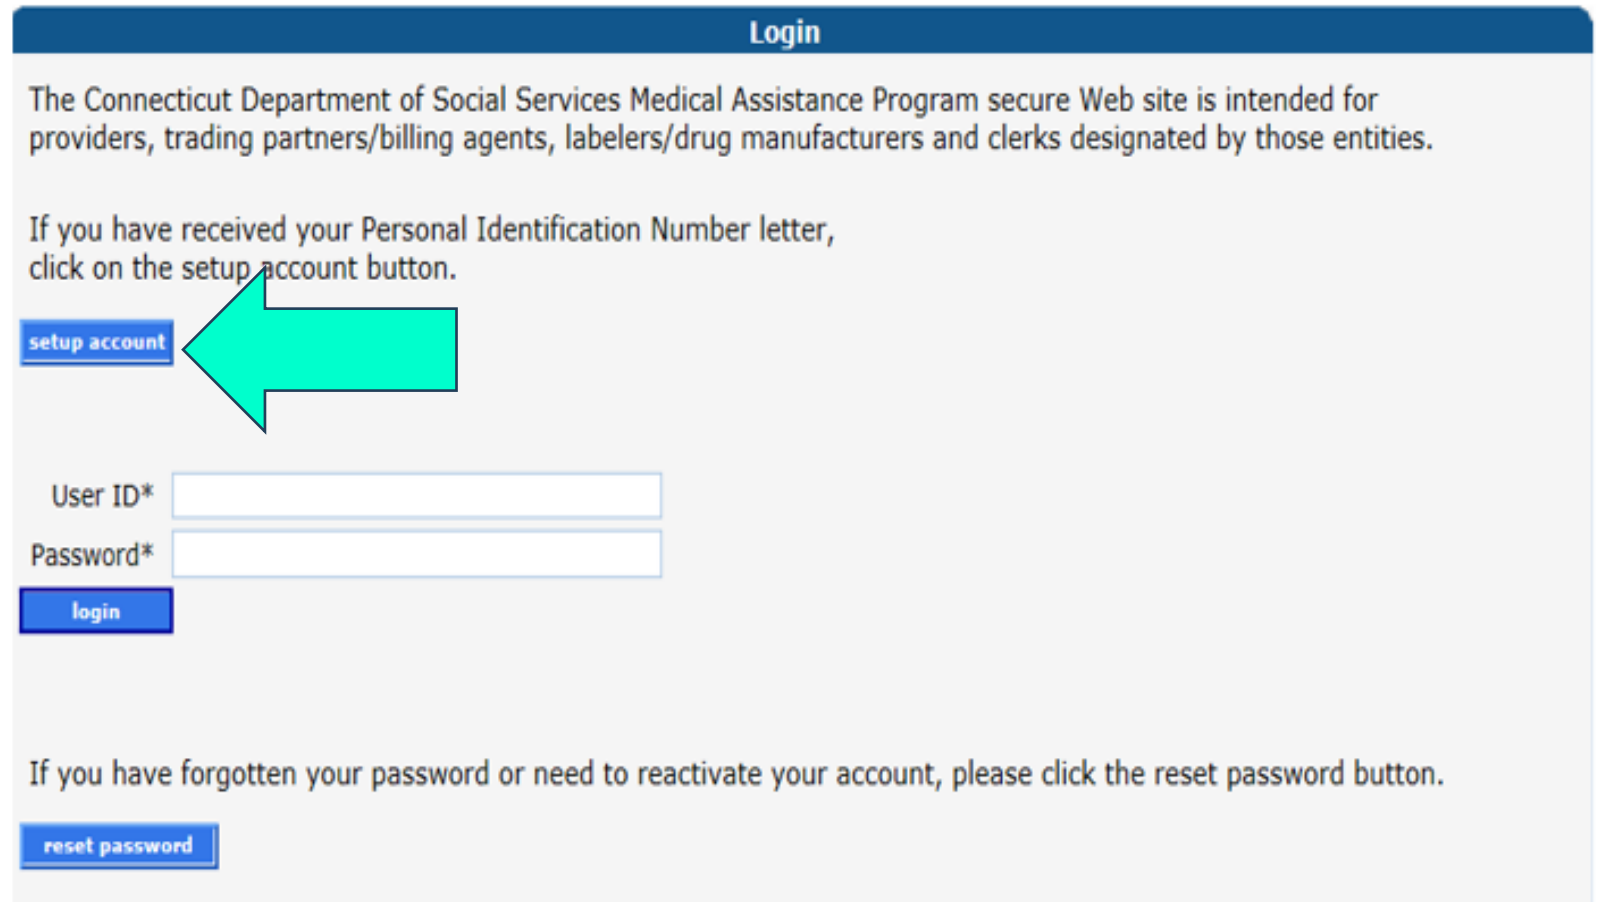 Login
The Connecticut Department of Social Services Medical Assistance Program secure Web site is intended for
providers, trading partners/billing agents, labelers/drug manufacturers and clerks designated by those entities.
If you have received your Personal Identification Number letter,
click on the setup account button.
setup account
User ID*
Password*
login
If you have forgotten your password or need to reactivate your account, please click the reset password button.
reset password